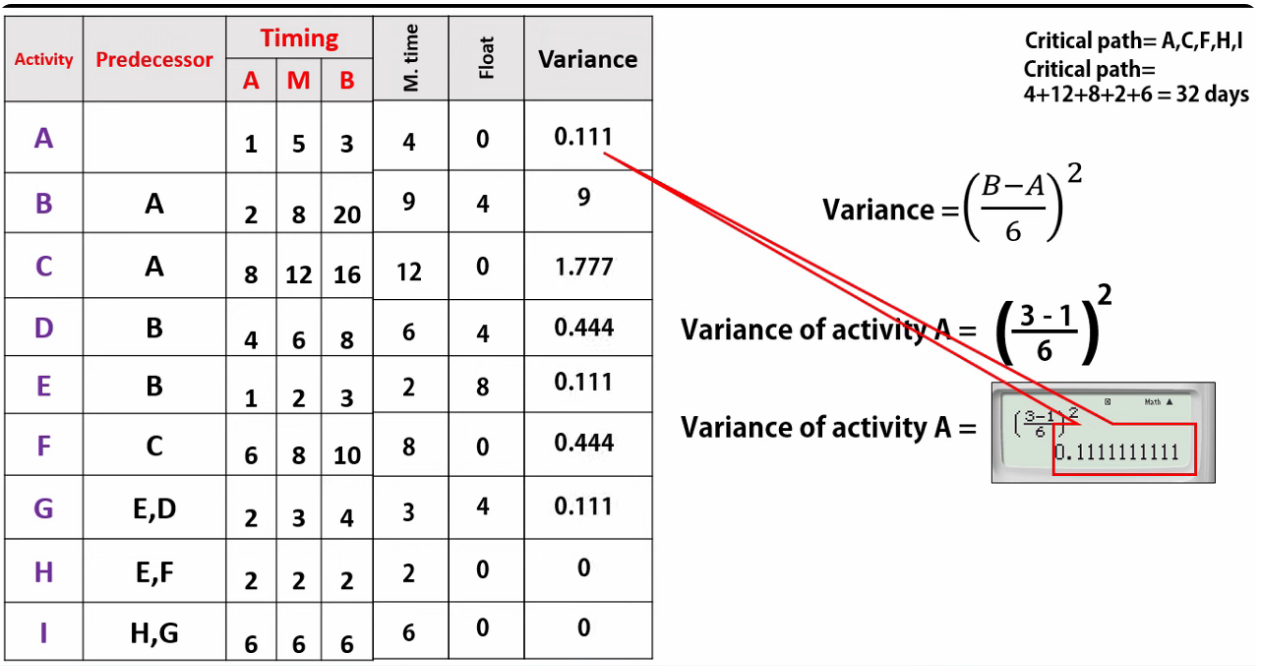 Activity Predecessor Timing M. time Float Variance
A M B
A 1 5 3 4 0 0.111
B A 2 8 20 9 4 9
C A 8 12 16 12 0 1.777
D B 4 6 8 6 4 0.444
E B 1 2 3 2 8 0.111
F C 6 8 10 8 0 0.444
G E,D 2 3 4 3 4 0.111
H E,F 2 2 2 2 0 0
I H,G 6 6 6 6 0 0
Critical path= A,C,F,H,I
Critical path=
4+12+8+2+6 = 32 days
Variance =(B−A/6)²
Variance of activity A = (3 - 1/6)²
Variance of activity A =
Math ▲
(3−1/6)²
0.1111111111